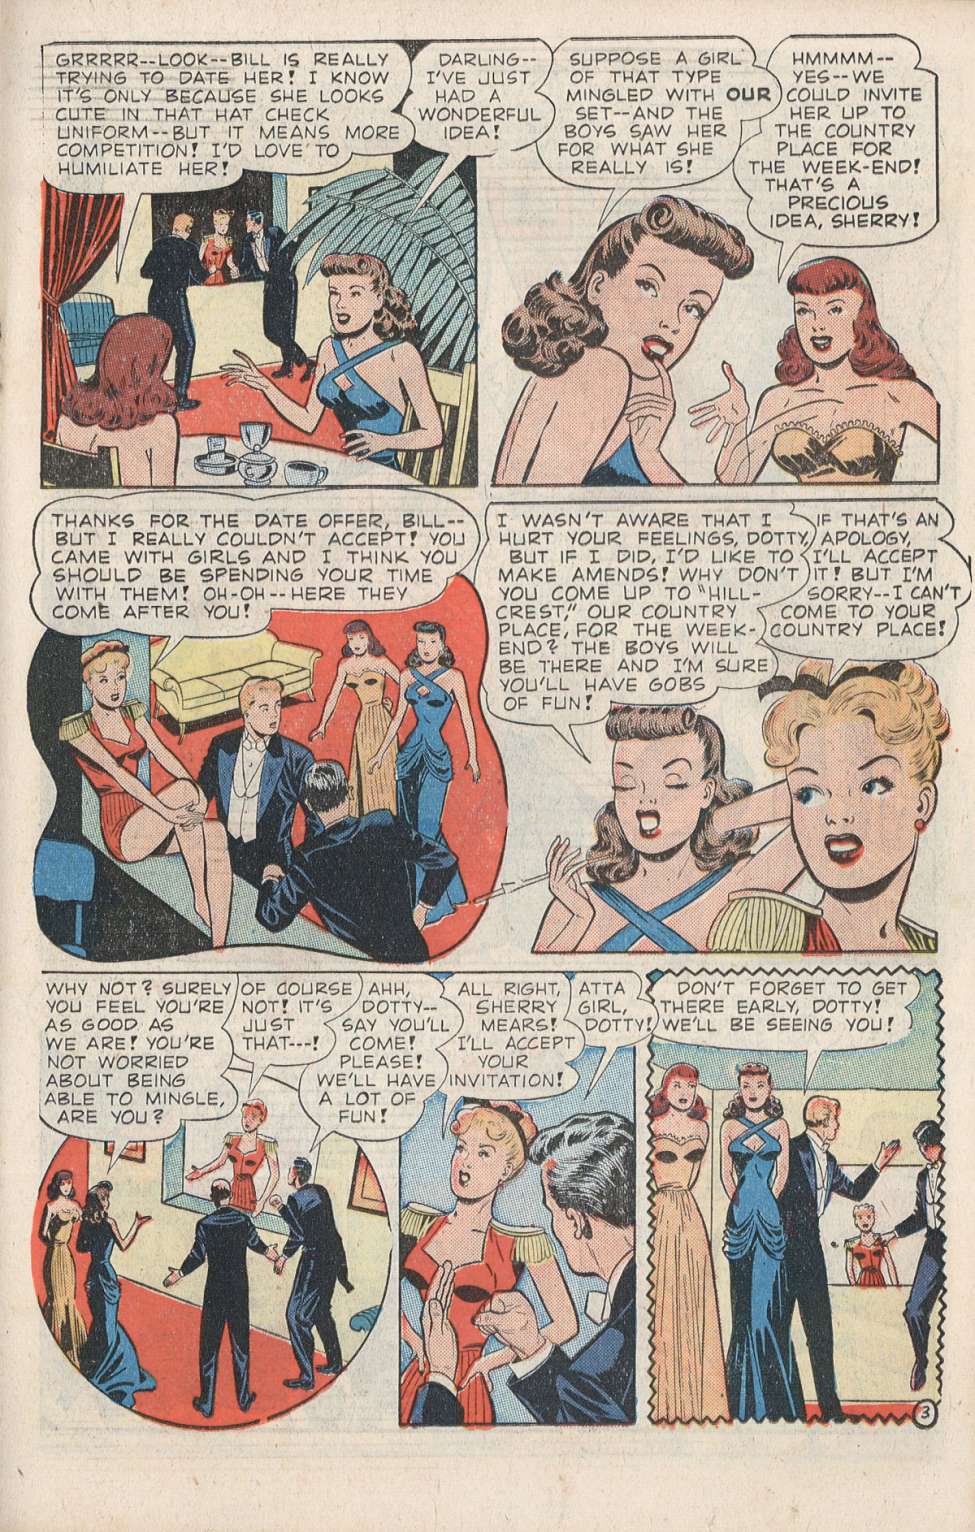 GRRRRR--LOOK--BILL IS REALLY
TRYING TO DATE HER! I KNOW
IT'S ONLY BECAUSE SHE LOOKS
CUTE IN THAT HAT CHECK
UNIFORM--BUT IT MEANS MORE
COMPETITION! I'D LOVE TO
HUMILIATE HER!
DARLING--
I'VE JUST
HAD A
WONDERFUL
IDEA!
SUPPOSE A GIRL
OF THAT TYPE
MINGLED WITH OUR
SET--AND THE
BOYS SAW HER
FOR WHAT SHE
REALLY IS!
HMMMM--
YES--WE
COULD INVITE
HER UP TO
THE COUNTRY
PLACE FOR
THE WEEK-END!
THAT'S A
PRECIOUS
IDEA, SHERRY!
THANKS FOR THE DATE OFFER, BILL--
BUT I REALLY COULDN'T ACCEPT! YOU
CAME WITH GIRLS AND I THINK YOU
SHOULD BE SPENDING YOUR TIME
WITH THEM! OH-OH--HERE THEY
COME AFTER YOU!
I WASN'T AWARE THAT I
HURT YOUR FEELINGS, DOTTY,
BUT IF I DID, I'D LIKE TO
MAKE AMENDS! WHY DON'T
YOU COME UP TO "HILL-
CREST," OUR COUNTRY
PLACE, FOR THE WEEK-
END? THE BOYS WILL
BE THERE AND I'M SURE
YOU'LL HAVE GOBS
OF FUN!
IF THAT'S AN
APOLOGY,
I'LL ACCEPT
IT! BUT I'M
SORRY--I CAN'T
COME TO YOUR
COUNTRY PLACE!
WHY NOT? SURELY
YOU FEEL YOU'RE
AS GOOD AS
WE ARE! YOU'RE
NOT WORRIED
ABOUT BEING
ABLE TO MINGLE,
ARE YOU?
OF COURSE
NOT! IT'S
JUST
THAT---!
AHH,
DOTTY--
SAY YOU'LL
COME!
PLEASE!
WE'LL HAVE
A LOT OF
FUN!
ALL RIGHT,
SHERRY
MEARS!
I'LL ACCEPT
YOUR
INVITATION!
ATTA
GIRL,
DOTTY!
DON'T FORGET TO GET
THERE EARLY, DOTTY!
WE'LL BE SEEING YOU!
3